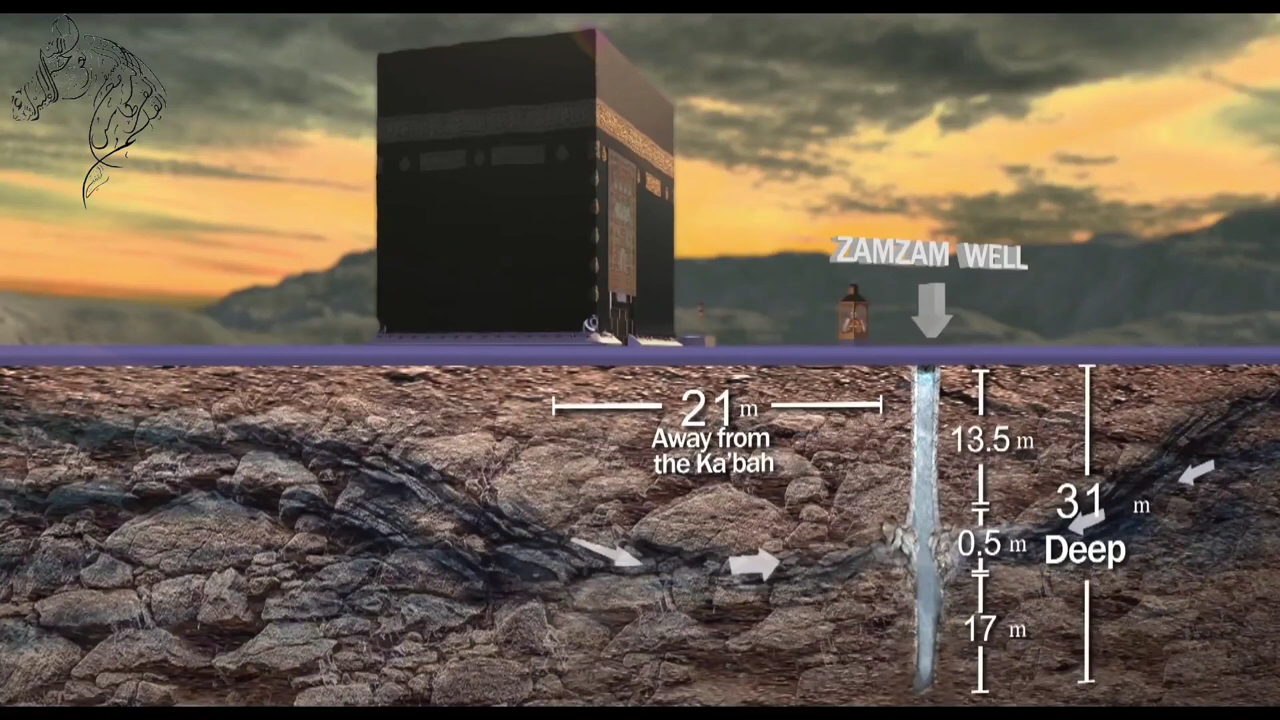 ZAMZAM WELL
21 m
Away from
the Ka'bah
13.5 m
0.5 m
17 m
31 m
Deep